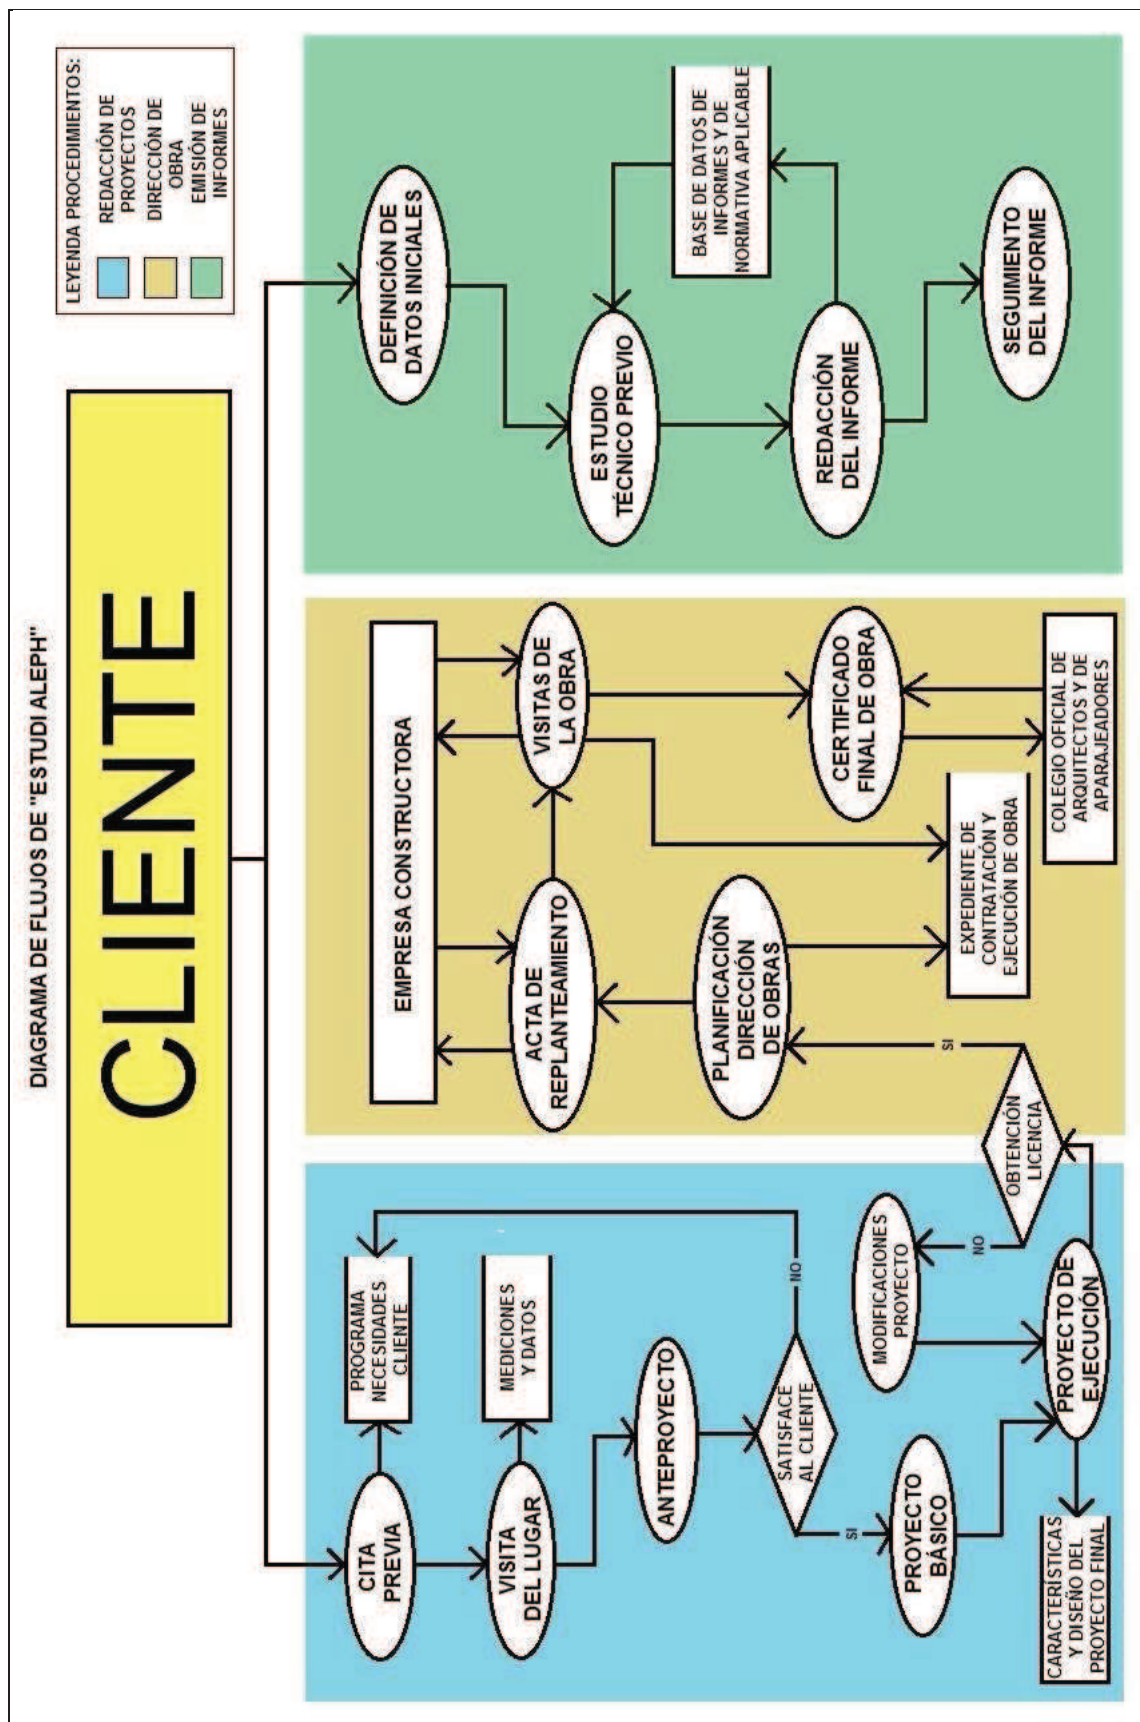 DIAGRAMA DE FLUJOS DE "ESTUDI ALEPH"
CLIENTE
LEYENDA PROCEDIMIENTOS:
REDACCIÓN DE
PROYECTOS
DIRECCIÓN DE
OBRA
EMISIÓN DE
INFORMES
CITA
PREVIA
PROGRAMA
NECESIDADES
CLIENTE
VISITA
DEL LUGAR
MEDICIONES
Y DATOS
ANTEPROYECTO
SATISFACE
AL CLIENTE
NO
SI
PROYECTO
BÁSICO
MODIFICACIONES
PROYECTO
PROYECTO DE
EJECUCIÓN
CARACTERÍSTICAS
Y DISEÑO DEL
PROYECTO FINAL
NO
OBTENCIÓN
LICENCIA
SI
EMPRESA CONSTRUCTORA
ACTA DE
REPLANTEAMIENTO
VISITAS DE
LA OBRA
PLANIFICACIÓN
DIRECCIÓN
DE OBRAS
CERTIFICADO
FINAL DE OBRA
EXPEDIENTE DE
CONTRATACIÓN Y
EJECUCIÓN DE OBRA
COLEGIO OFICIAL DE
ARQUITECTOS Y DE
APARAJEADORES
DEFINICIÓN DE
DATOS INICIALES
ESTUDIO
TÉCNICO PREVIO
BASE DE DATOS DE
INFORMES Y DE
NORMATIVA APLICABLE
REDACCIÓN
DEL INFORME
SEGUIMIENTO
DEL INFORME